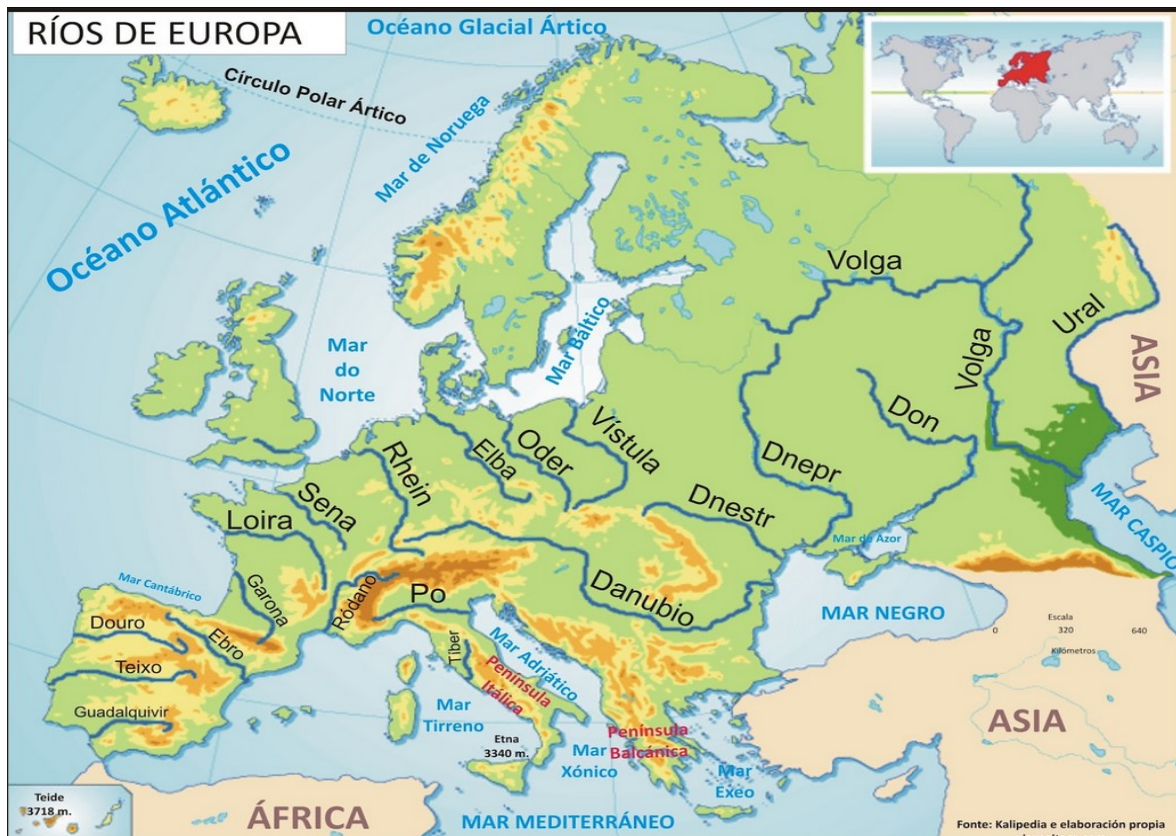 RÍOS DE EUROPA
Océano Glacial Ártico
Círculo Polar Ártico
Mar de Noruega
Océano Atlántico
Volga
Mar Báltico
Mar
do
Norte
Volga
Ural
ASIA
Don
Vístula
Oder
Elba
Rhein
Dnepr
Sena
Dnestr
Loira
MAR CASPIO
Mar de Azor
Mar Cantábrico
Garona
Ródano
Po
Danubio
MAR NEGRO
Escala
0 320 640
Kilómetros
Douro
Ebro
Tíber
Mar Adriático
Teixo
Península
Itálica
Guadalquivir
Mar
Tirreno
ASIA
Etna
3340 m.
Península
Balcánica
Mar
Xónico
Mar
Exeo
Teide
3718 m.
ÁFRICA
MAR MEDITERRÁNEO
Fonte: Kalipedia e elaboración propia